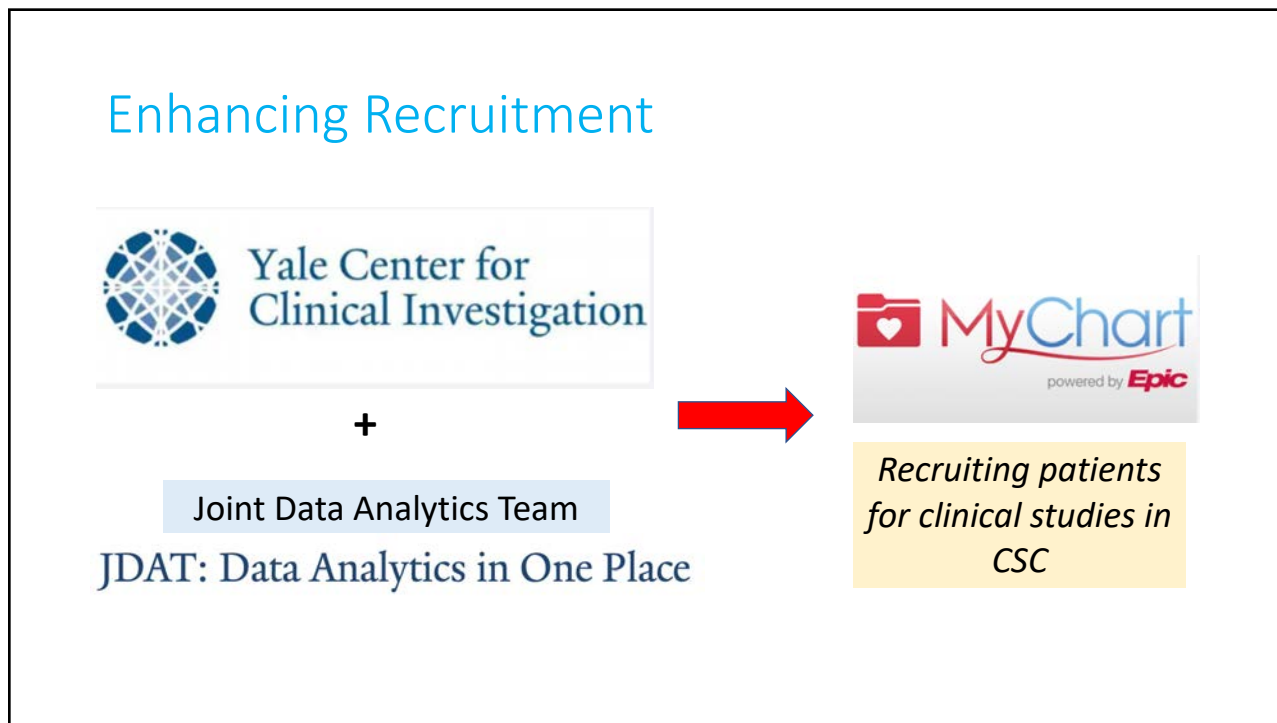 Enhancing Recruitment
Yale Center for
Clinical Investigation
+
Joint Data Analytics Team
JDAT: Data Analytics in One Place
MyChart
powered by Epic
Recruiting patients
for clinical studies in
CSC